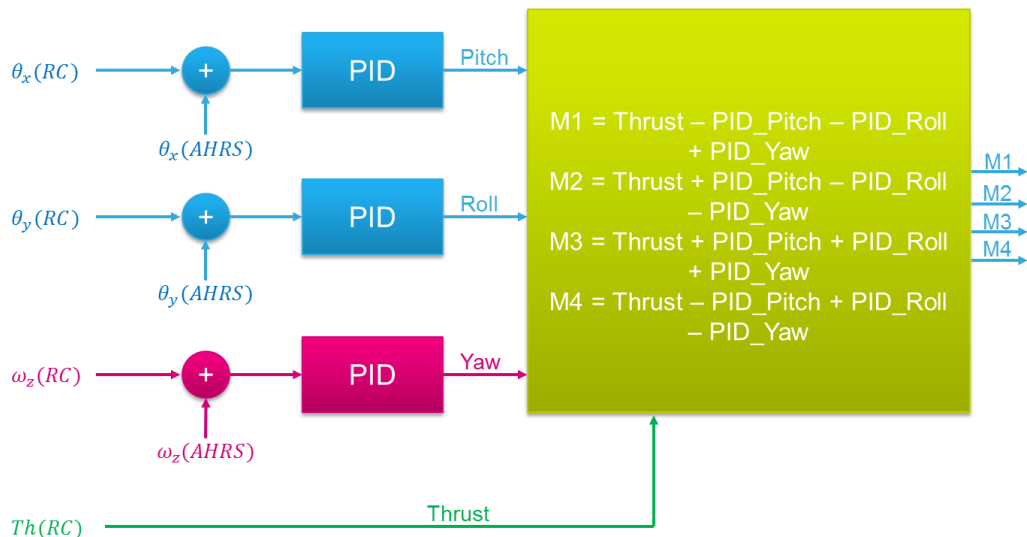 θx(RC)
+
PID
Pitch
θx(AHRS)
θy(RC)
+
PID
Roll
θy(AHRS)
ωz(RC)
+
PID
Yaw
ωz(AHRS)
Th(RC)
Thrust
M1 = Thrust – PID_Pitch – PID_Roll
+ PID_Yaw
M2 = Thrust + PID_Pitch – PID_Roll
– PID_Yaw
M3 = Thrust + PID_Pitch + PID_Roll
+ PID_Yaw
M4 = Thrust – PID_Pitch + PID_Roll
– PID_Yaw
M1
M2
M3
M4